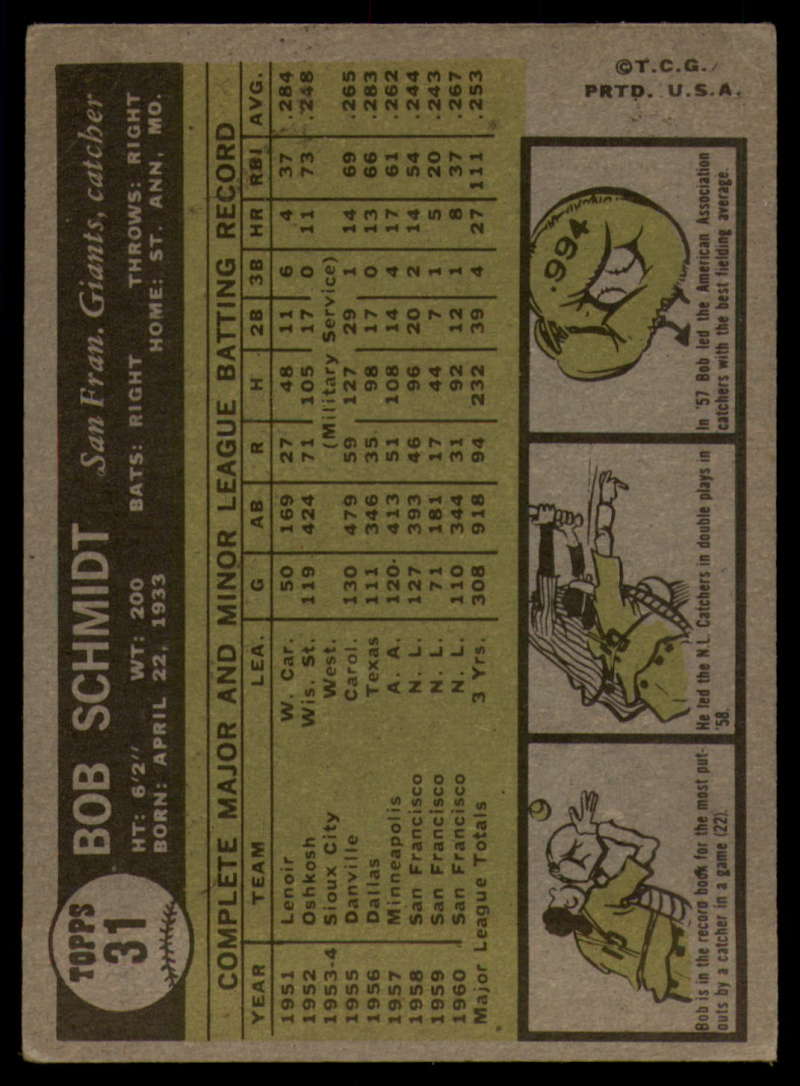 TOPPS
31
BOB SCHMIDT San Fran. Giants, catcher
HT: 6'2" WT: 200 BATS: RIGHT THROWS: RIGHT
BORN: APRIL 22, 1933 HOME: ST. ANN, MO.
COMPLETE MAJOR AND MINOR LEAGUE BATTING RECORD
YEAR TEAM LEA. G AB R H 2B 3B HR RBI AVG.
1951 Lenoir W. Car. 50 169 27 48 11 6 4 37 .284
1952 Oshkosh Wis. St. 119 424 71 105 17 0 11 73 .248
1953-4 Sioux City West. (Military Service)
1955 Danville Carol. 130 479 59 127 29 1 14 69 .265
1956 Dallas Texas 111 346 35 98 17 0 13 66 .283
1957 Minneapolis A. A. 120 413 51 108 14 4 17 61 .262
1958 San Francisco N. L. 127 393 46 96 20 2 14 54 .244
1959 San Francisco N. L. 71 181 17 44 7 1 5 20 .243
1960 San Francisco N. L. 110 344 31 92 12 1 8 37 .267
Major League Totals 3 Yrs. 308 918 94 232 39 4 27 111 .253
Bob is in the record book for the most put-
outs by a catcher in a game (22).
He led the N.L. Catchers in double plays in
'58.
.994
In '57 Bob led the American Association
catchers with the best fielding average.
©T.C.G.
PRTD. U.S.A.